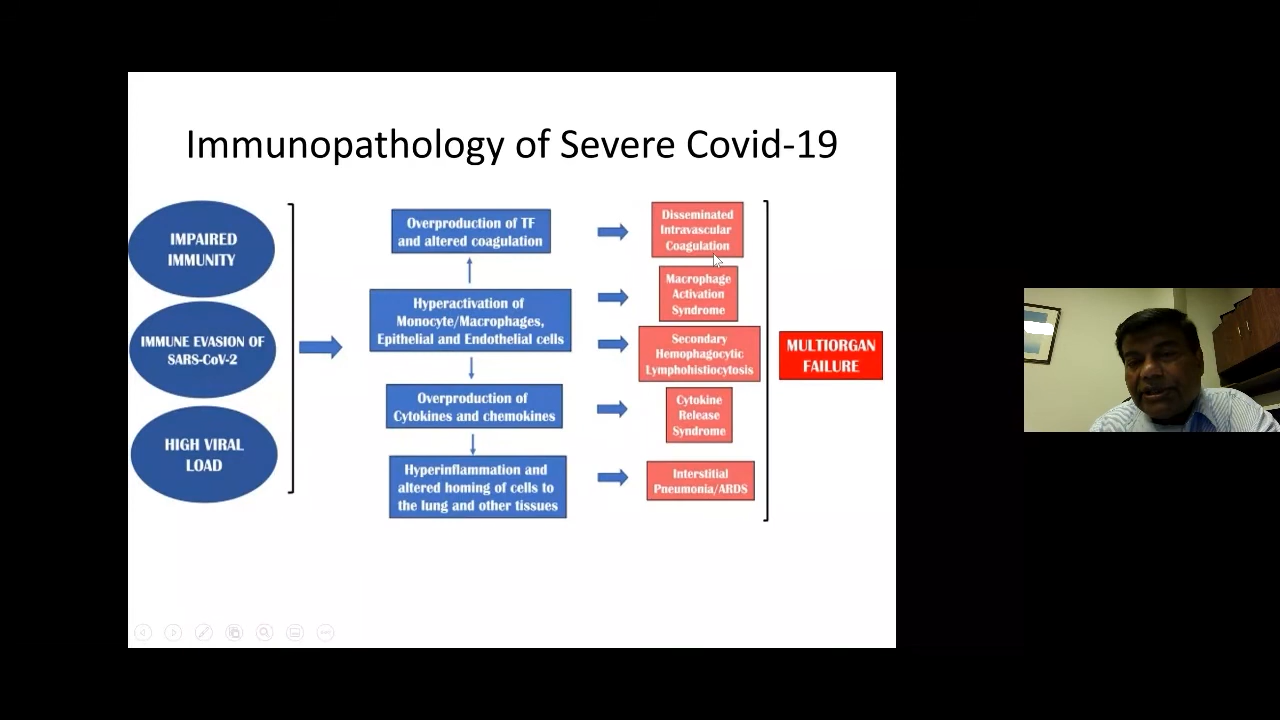 Immunopathology of Severe Covid-19
IMPAIRED
IMMUNITY
IMMUNE EVASION OF
SARS-CoV-2
HIGH VIRAL
LOAD
Overproduction of TF
and altered coagulation
Hyperactivation of
Monocyte/Macrophages,
Epithelial and Endothelial cells
Overproduction of
Cytokines and chemokines
Hyperinflammation and
altered homing of cells to
the lung and other tissues
Disseminated
Intravascular
Coagulation
Macrophage
Activation
Syndrome
Secondary
Hemophagocytic
Lymphohistiocytosis
Cytokine
Release
Syndrome
Interstitial
Pneumonia/ARDS
MULTIORGAN
FAILURE